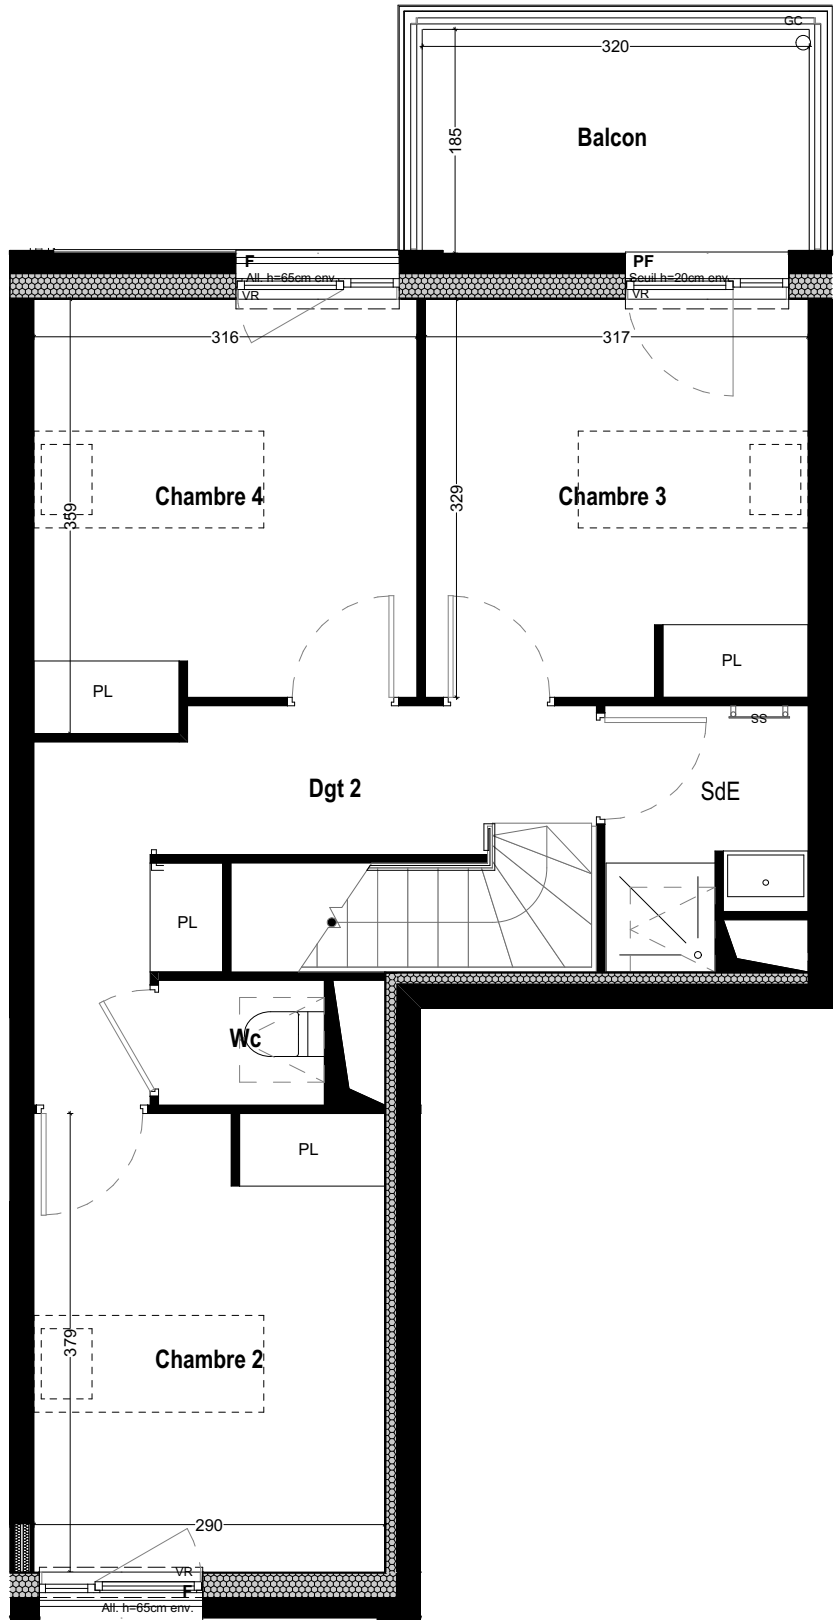 GC
320
185
Balcon
F
All. h=65cm env.
VR
PF
Seuil h=20cm env.
VR
316
317
359
Chambre 4
329
Chambre 3
PL
PL
SS
Dgt 2
SdE
PL
Wc
PL
379
Chambre 2
290
VR
F
All. h=65cm env.